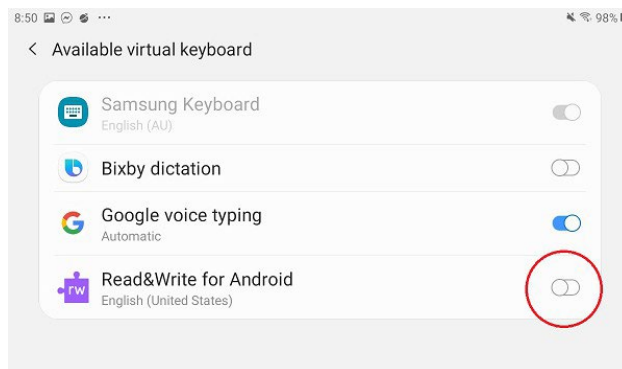 8:50 98%
Available virtual keyboard
Samsung Keyboard
English (AU)
Bixby dictation
Google voice typing
Automatic
Read&Write for Android
English (United States)
rw